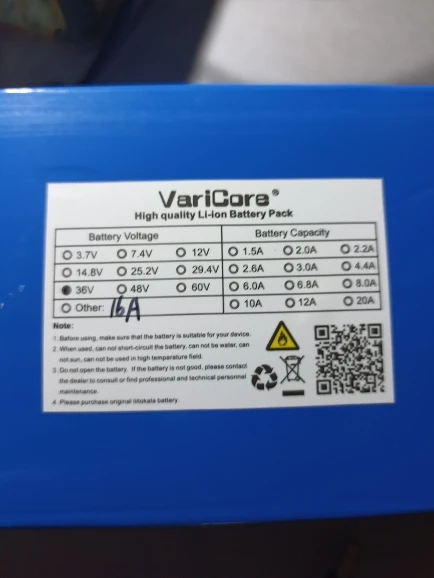 VariCore®
High quality Li-ion Battery Pack
Battery Voltage Battery Capacity
3.7V 7.4V 12V 1.5A 2.0A 2.2A
14.8V 25.2V 29.4V 2.6A 3.0A 4.4A
36V 48V 60V 6.0A 6.8A 8.0A
Other: 16A 10A 12A 20A
Note:
1. Before using, make sure that the battery is suitable for your device.
2. When used, can not short-circuit the battery, can not be water, can
not sun, can not be used in high temperature field.
3. Do not open the battery. If the battery is not good, please contact
the dealer to consult or find professional and technical personnel
maintenance.
4. Please purchase original liitokala battery.